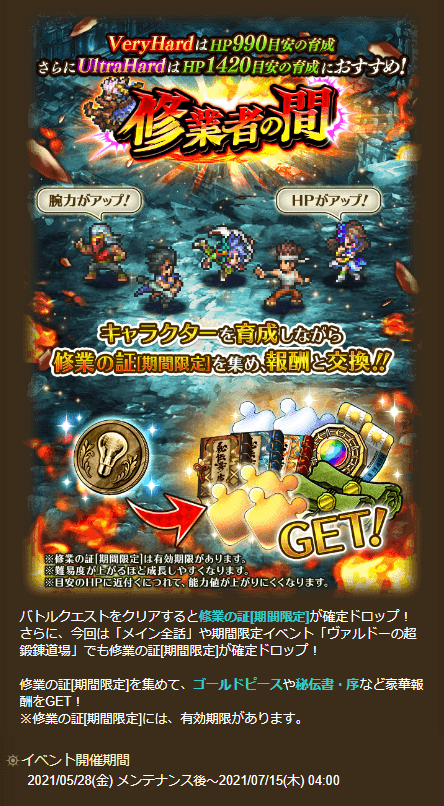 VeryHardはHP990目安の育成
さらにUltraHardはHP1420目安の育成におすすめ!
修業者の間
腕力がアップ!
HPがアップ!
キャラクターを育成しながら
修業の証[期間限定]を集め、報酬と交換!!
GET!
※修業の証[期間限定]は有効期限があります。
※難易度が上がるほど成長しやすくなります。
※目安のHPに近付くにつれて、能力値が上がりにくくなります。
バトルクエストをクリアすると修業の証[期間限定]が確定ドロップ！
さらに、今回は「メイン全話」や期間限定イベント「ヴァルドーの超
鍛錬道場」でも修業の証[期間限定]が確定ドロップ！
修業の証[期間限定]を集めて、ゴールドピースや秘伝書・序など豪華報
酬をGET！
※修業の証[期間限定]には、有効期限があります。
イベント開催期間
2021/05/28(金) メンテナンス後～2021/07/15(木) 04:00